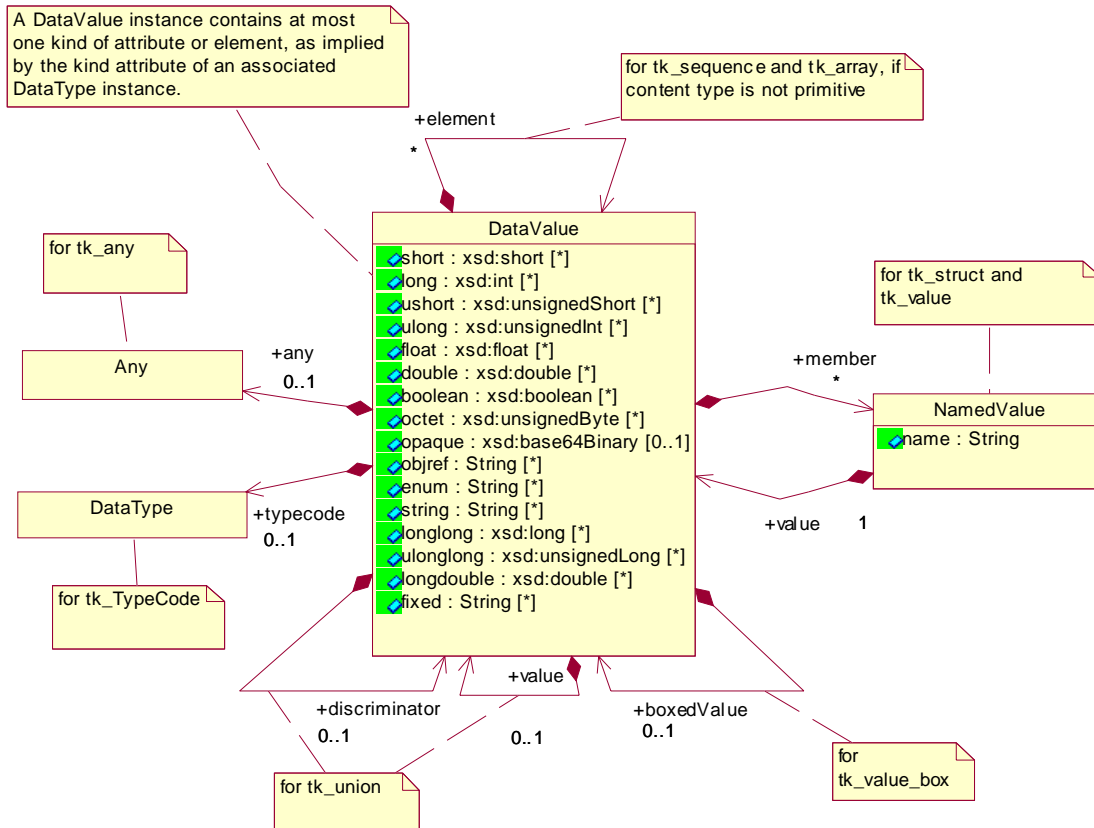 A DataValue instance contains at most
one kind of attribute or element, as implied
by the kind attribute of an associated
DataType instance.
for tk_sequence and tk_array, if
content type is not primitive
+element
*
DataValue
short : xsd:short [*]
long : xsd:int [*]
ushort : xsd:unsignedShort [*]
ulong : xsd:unsignedInt [*]
float : xsd:float [*]
double : xsd:double [*]
boolean : xsd:boolean [*]
octet : xsd:unsignedByte [*]
opaque : xsd:base64Binary [0..1]
objref : String [*]
enum : String [*]
string : String [*]
longlong : xsd:long [*]
ulonglong : xsd:unsignedLong [*]
longdouble : xsd:double [*]
fixed : String [*]
for tk_any
Any
+any
0..1
DataType
+typecode
0..1
for tk_TypeCode
for tk_struct and
tk_value
+member
*
NamedValue
name : String
+value
1
+discriminator
0..1
+value
0..1
+boxedValue
0..1
for tk_union
for
tk_value_box